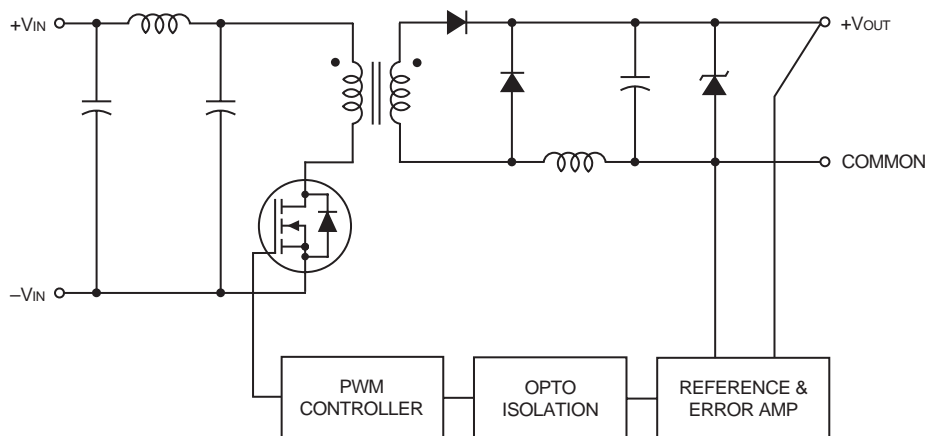 +VIN
+VOUT
COMMON
–VIN
PWM
CONTROLLER
OPTO
ISOLATION
REFERENCE &
ERROR AMP